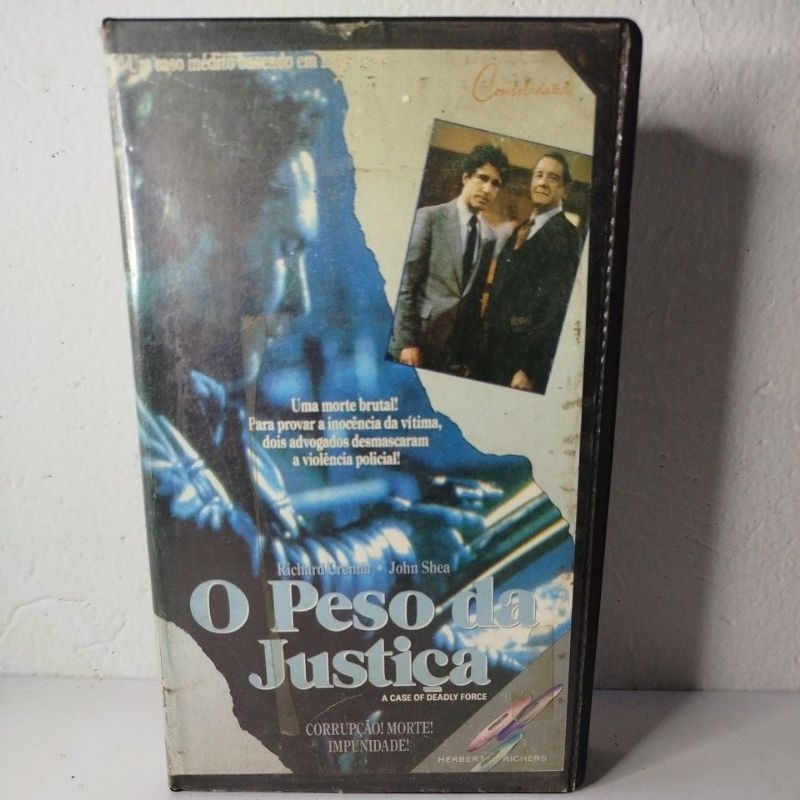 Um caso inédito baseado em
Consolidated
Uma morte brutal!
Para provar a inocência da vítima,
dois advogados desmascaram
a violência policial!
Richard Crenna • John Shea
O Peso da
Justiça
A CASE OF DEADLY FORCE
CORRUPÇÃO! MORTE!
IMPUNIDADE!
HERBERT RICHERS